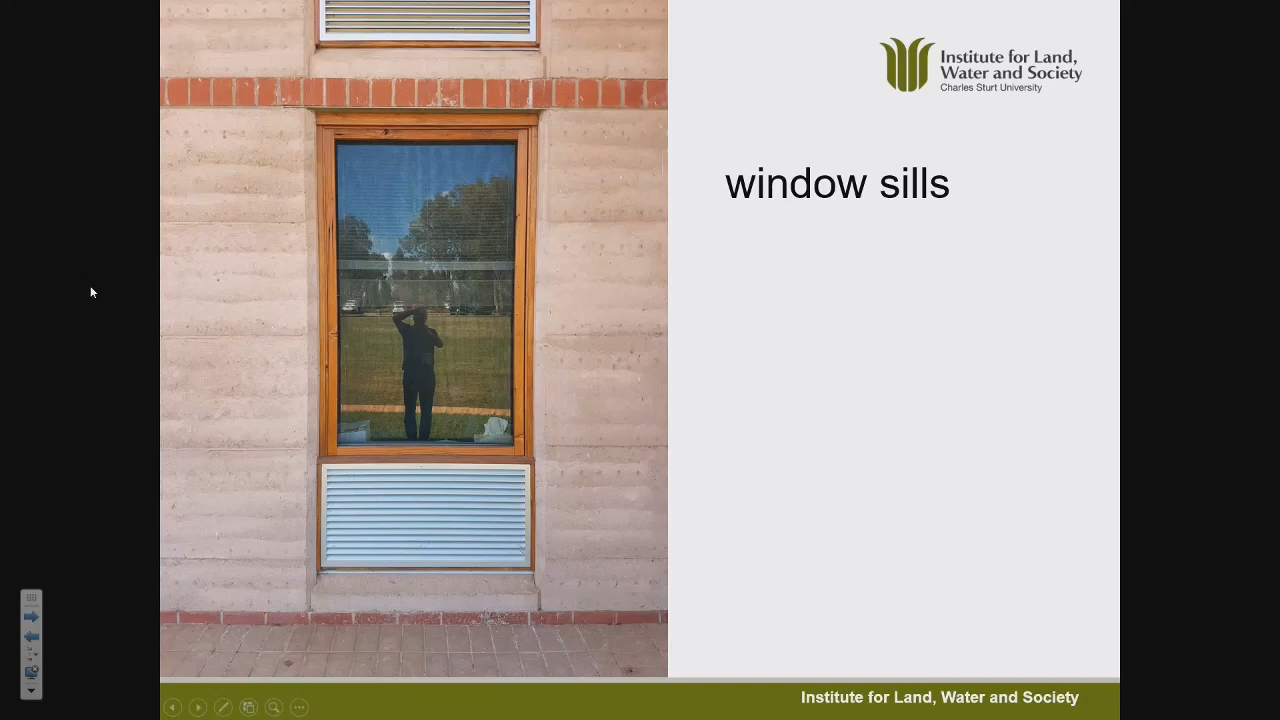 Institute for Land,
Water and Society
Charles Sturt University
window sills
Institute for Land, Water and Society